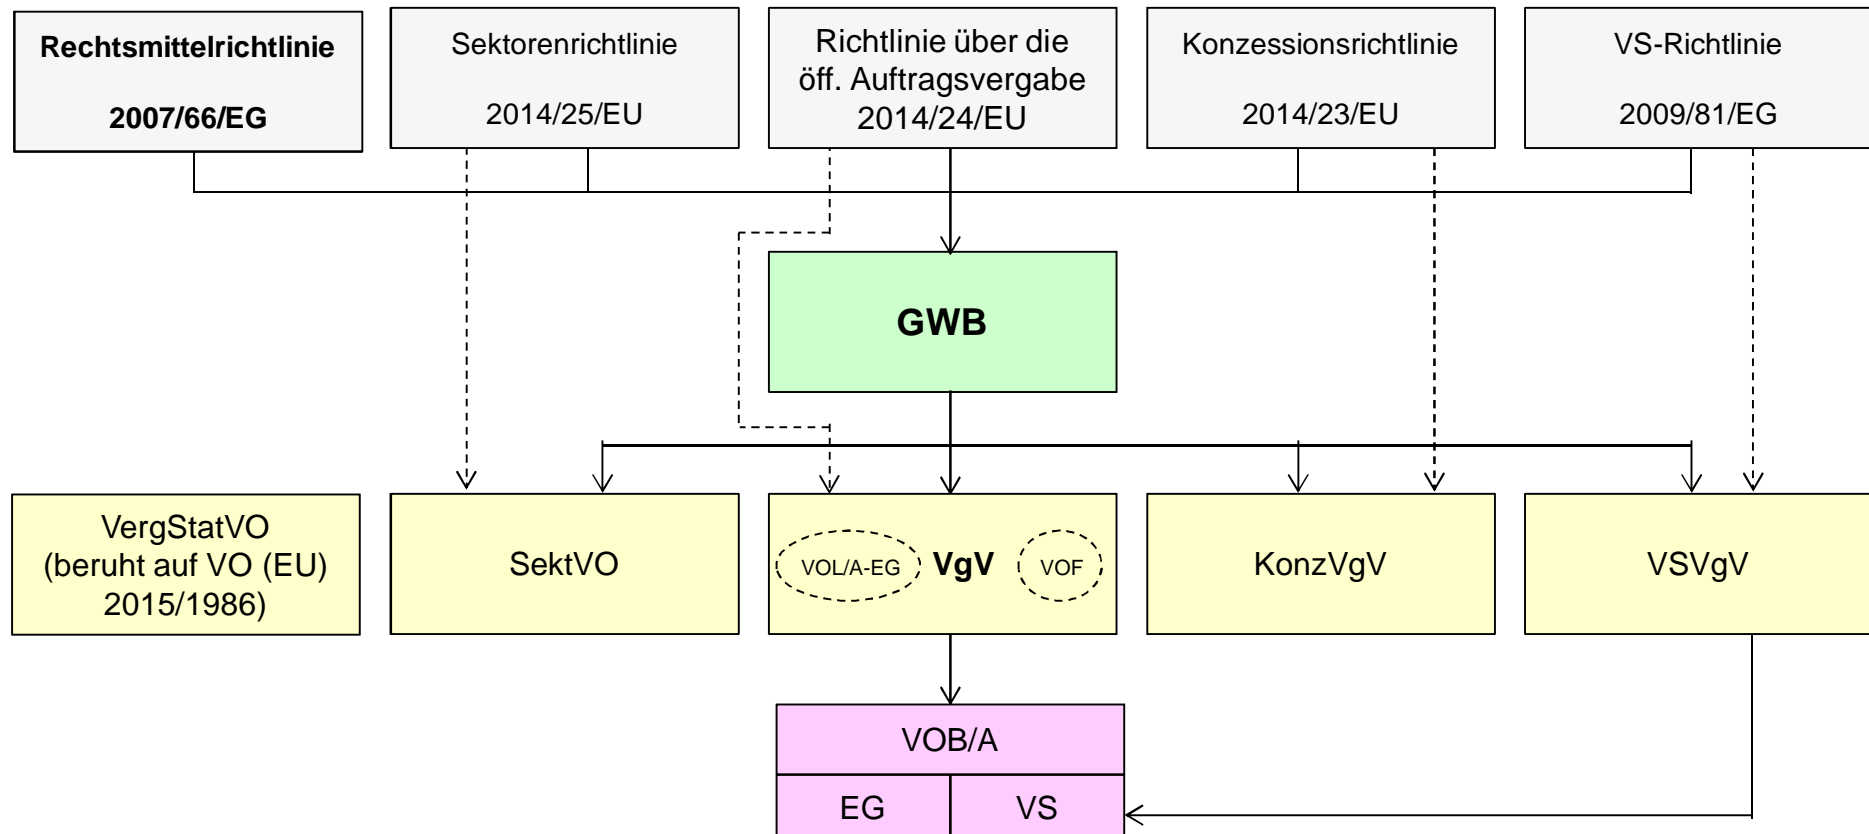 Rechtsmittelrichtlinie
2007/66/EG
Sektorenrichtlinie
2014/25/EU
Richtlinie über die
öff. Auftragsvergabe
2014/24/EU
Konzessionsrichtlinie
2014/23/EU
VS-Richtlinie
2009/81/EG
GWB
VergStatVO
(beruht auf VO (EU)
2015/1986)
SektVO
VOL/A-EG
VgV
VOF
KonzVgV
VSVgV
VOB/A
EG
VS